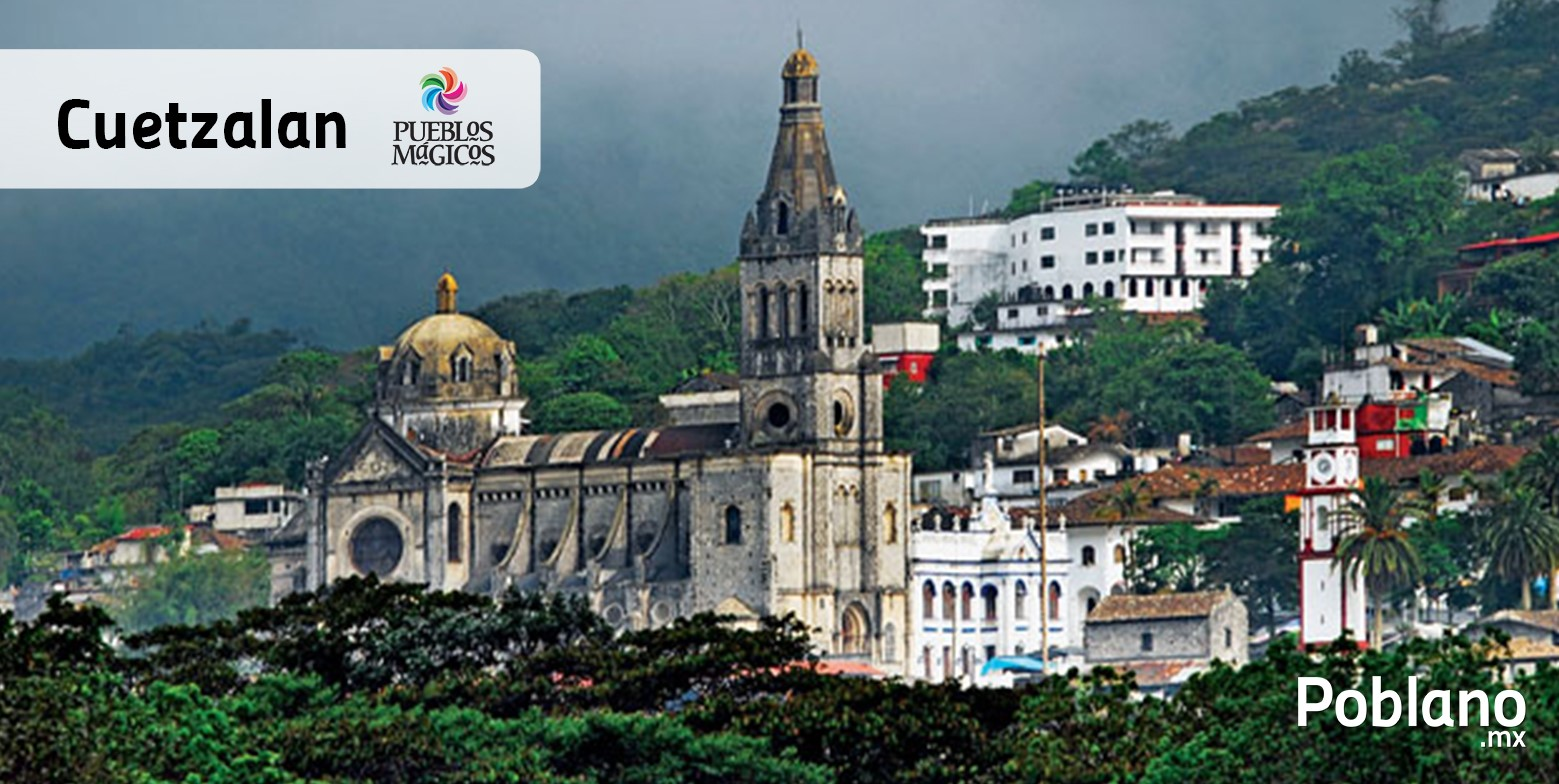 Cuetzalan
PUEBLOS
MáGICOS
Poblano
.mx